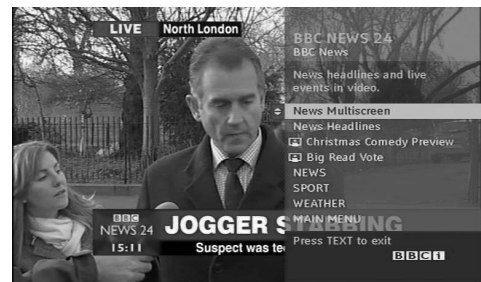 LIVE North London
BBC NEWS 24
BBC News
News headlines and live
events in video.
News Multiscreen
News Headlines
Christmas Comedy Preview
Big Read Vote
NEWS
SPORT
WEATHER
MAIN MENU
Press TEXT to exit
BBCi
BBC
NEWS 24
15:11
JOGGER STABBING
Suspect was